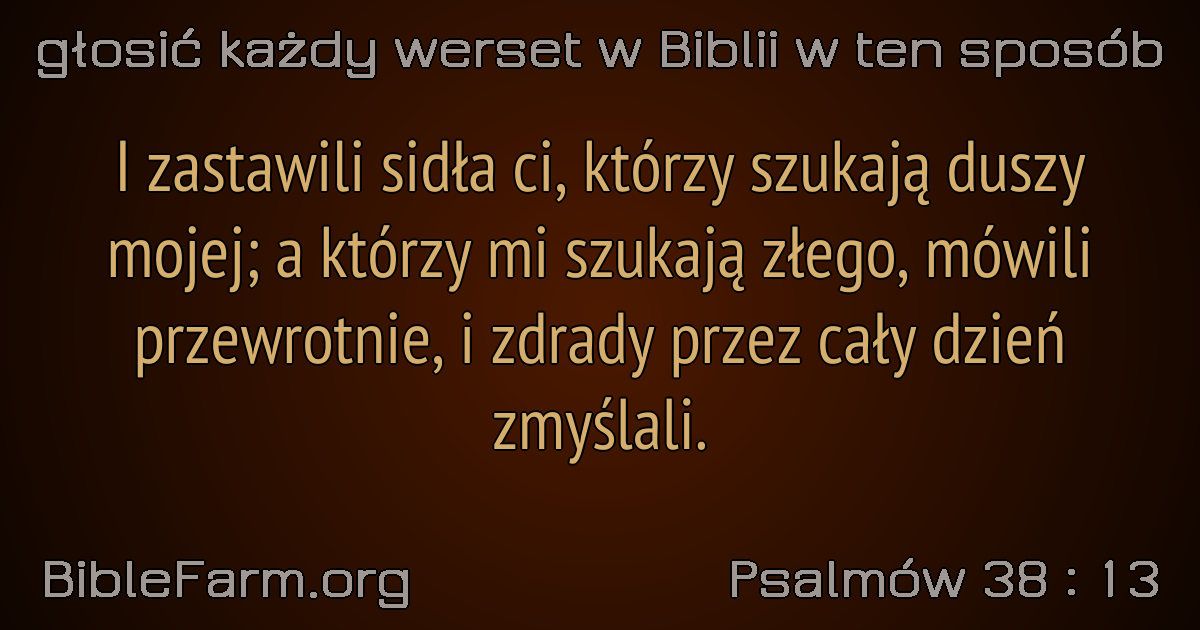 głosić każdy werset w Biblii w ten sposób
I zastawili sidła ci, którzy szukają duszy
mojej; a którzy mi szukają złego, mówili
przewrotnie, i zdrady przez cały dzień
zmyślali.
BibleFarm.org
Psalmów 38 : 13